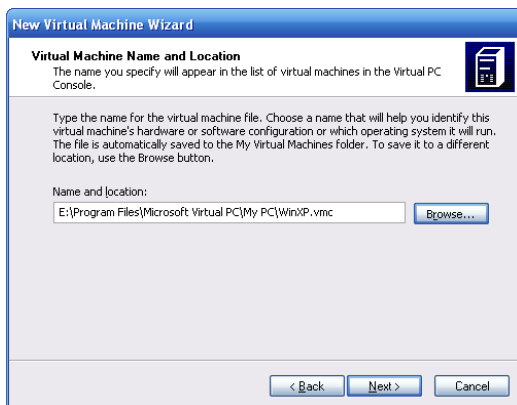 New Virtual Machine Wizard
Virtual Machine Name and Location
The name you specify will appear in the list of virtual machines in the Virtual PC
Console.
Type the name for the virtual machine file. Choose a name that will help you identify this
virtual machine's hardware or software configuration or which operating system it will run.
The file is automatically saved to the My Virtual Machines folder. To save it to a different
location, use the Browse button.
Name and location:
E:\Program Files\Microsoft Virtual PC\My PC\WinXP.vmc
Browse...
< Back
Next >
Cancel